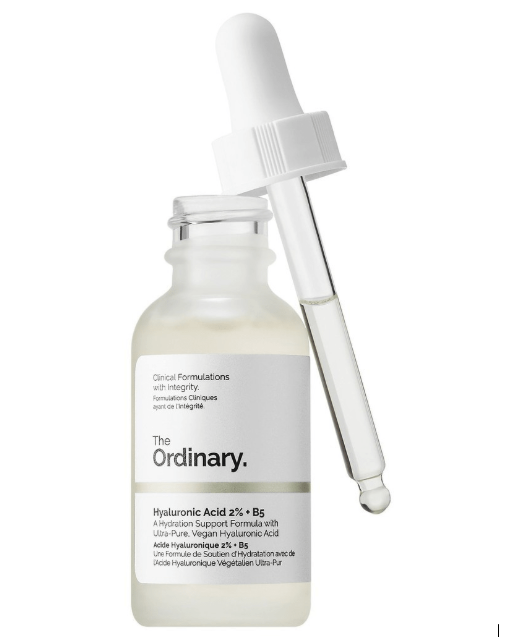 Clinical Formulations
with Integrity.
Formulations Cliniques
ayant de l'intégrité.
The
Ordinary.
Hyaluronic Acid 2% + B5
A Hydration Support Formula with
Ultra-Pure, Vegan Hyaluronic Acid
Acide Hyaluronique 2% + B5
Une Formule de Soutien d'Hydratation avec de
l'Acide Hyaluronique Végétalien Ultra-Pur